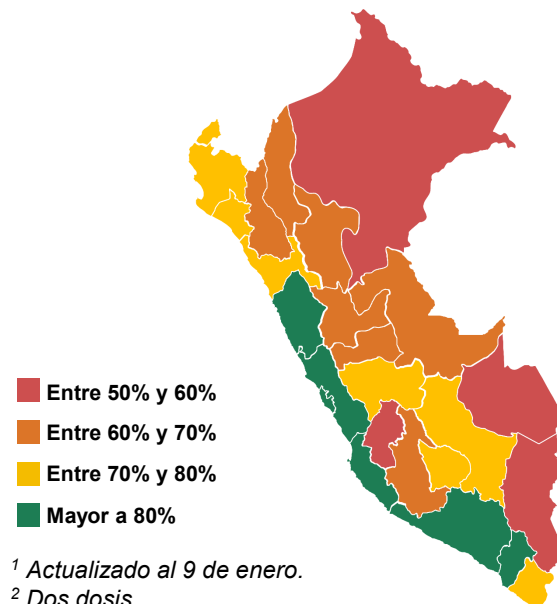 Entre 50% y 60%
Entre 60% y 70%
Entre 70% y 80%
Mayor a 80%
¹ Actualizado al 9 de enero.
² Dos dosis